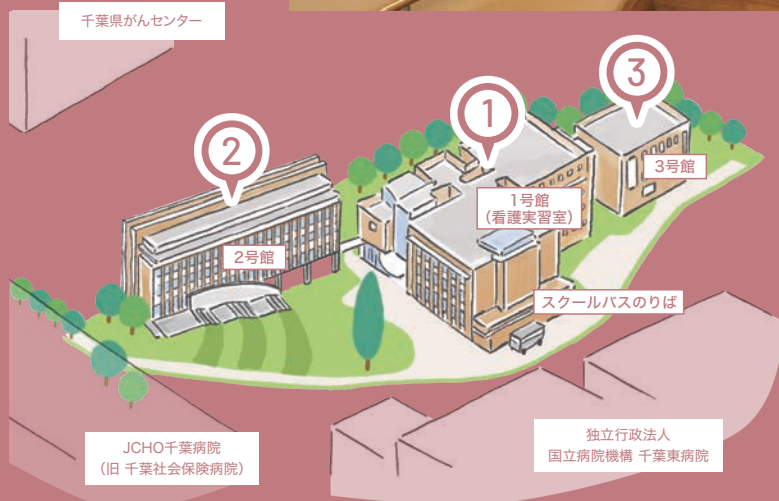 千葉県がんセンター
3
1
2
3号館
1号館
（看護実習室）
2号館
スクールバスのりば
JCHO千葉病院
（旧 千葉社会保険病院）
独立行政法人
国立病院機構 千葉東病院